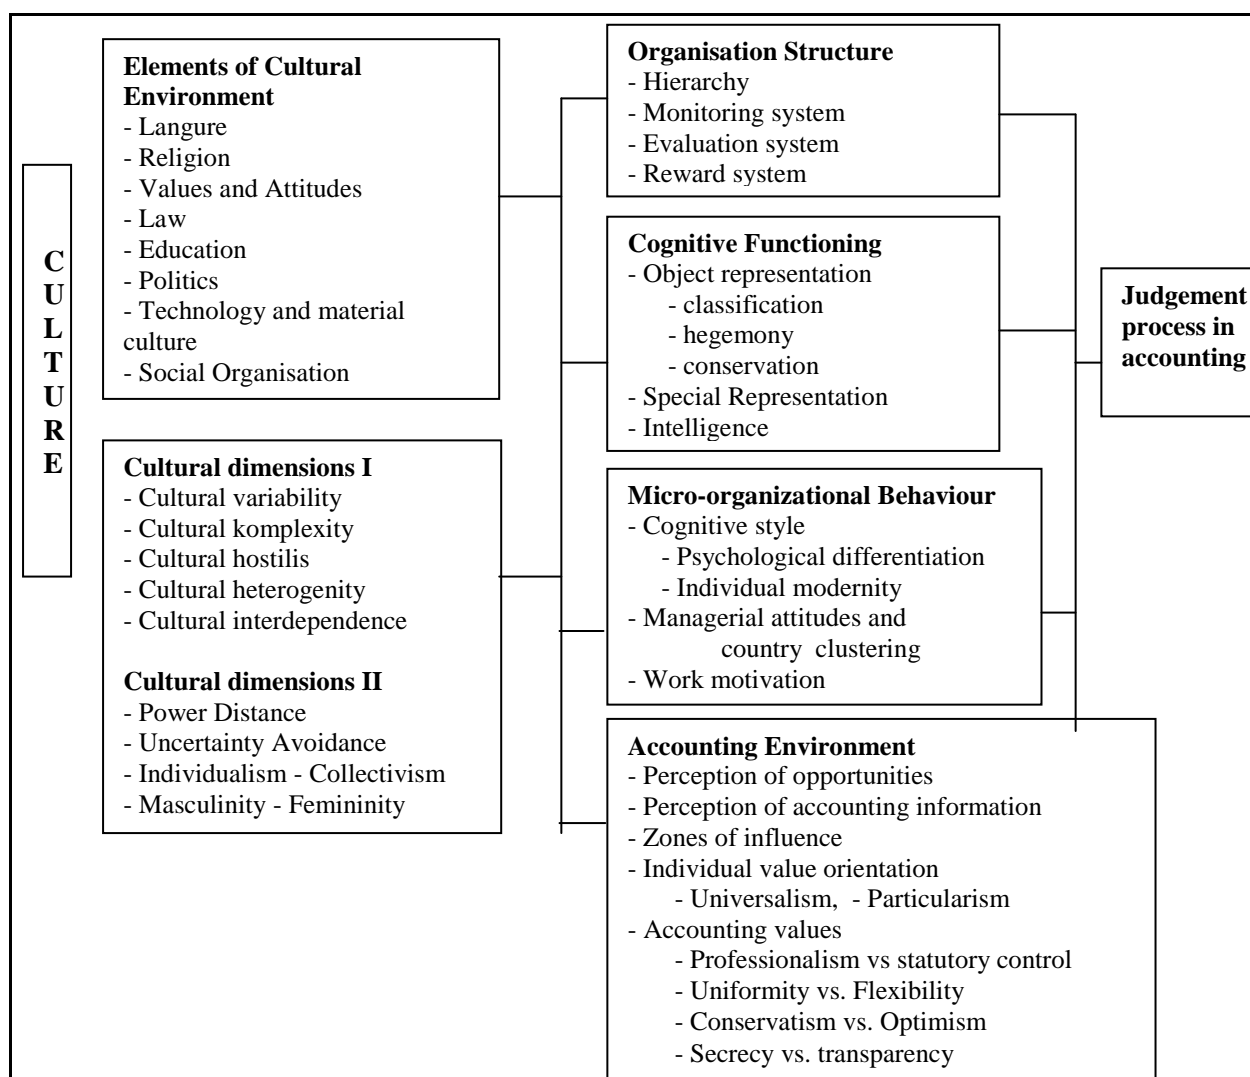 CULTURE
Elements of Cultural
Environment
- Langure
- Religion
- Values and Attitudes
- Law
- Education
- Politics
- Technology and material
culture
- Social Organisation
Cultural dimensions I
- Cultural variability
- Cultural komplexity
- Cultural hostilis
- Cultural heterogenity
- Cultural interdependence
Cultural dimensions II
- Power Distance
- Uncertainty Avoidance
- Individualism - Collectivism
- Masculinity - Femininity
Organisation Structure
- Hierarchy
- Monitoring system
- Evaluation system
- Reward system
Cognitive Functioning
- Object representation
- classification
- hegemony
- conservation
- Special Representation
- Intelligence
Micro-organizational Behaviour
- Cognitive style
- Psychological differentiation
- Individual modernity
- Managerial attitudes and
country clustering
- Work motivation
Accounting Environment
- Perception of opportunities
- Perception of accounting information
- Zones of influence
- Individual value orientation
- Universalism, - Particularism
- Accounting values
- Professionalism vs statutory control
- Uniformity vs. Flexibility
- Conservatism vs. Optimism
- Secrecy vs. transparency
Judgement
process in
accounting